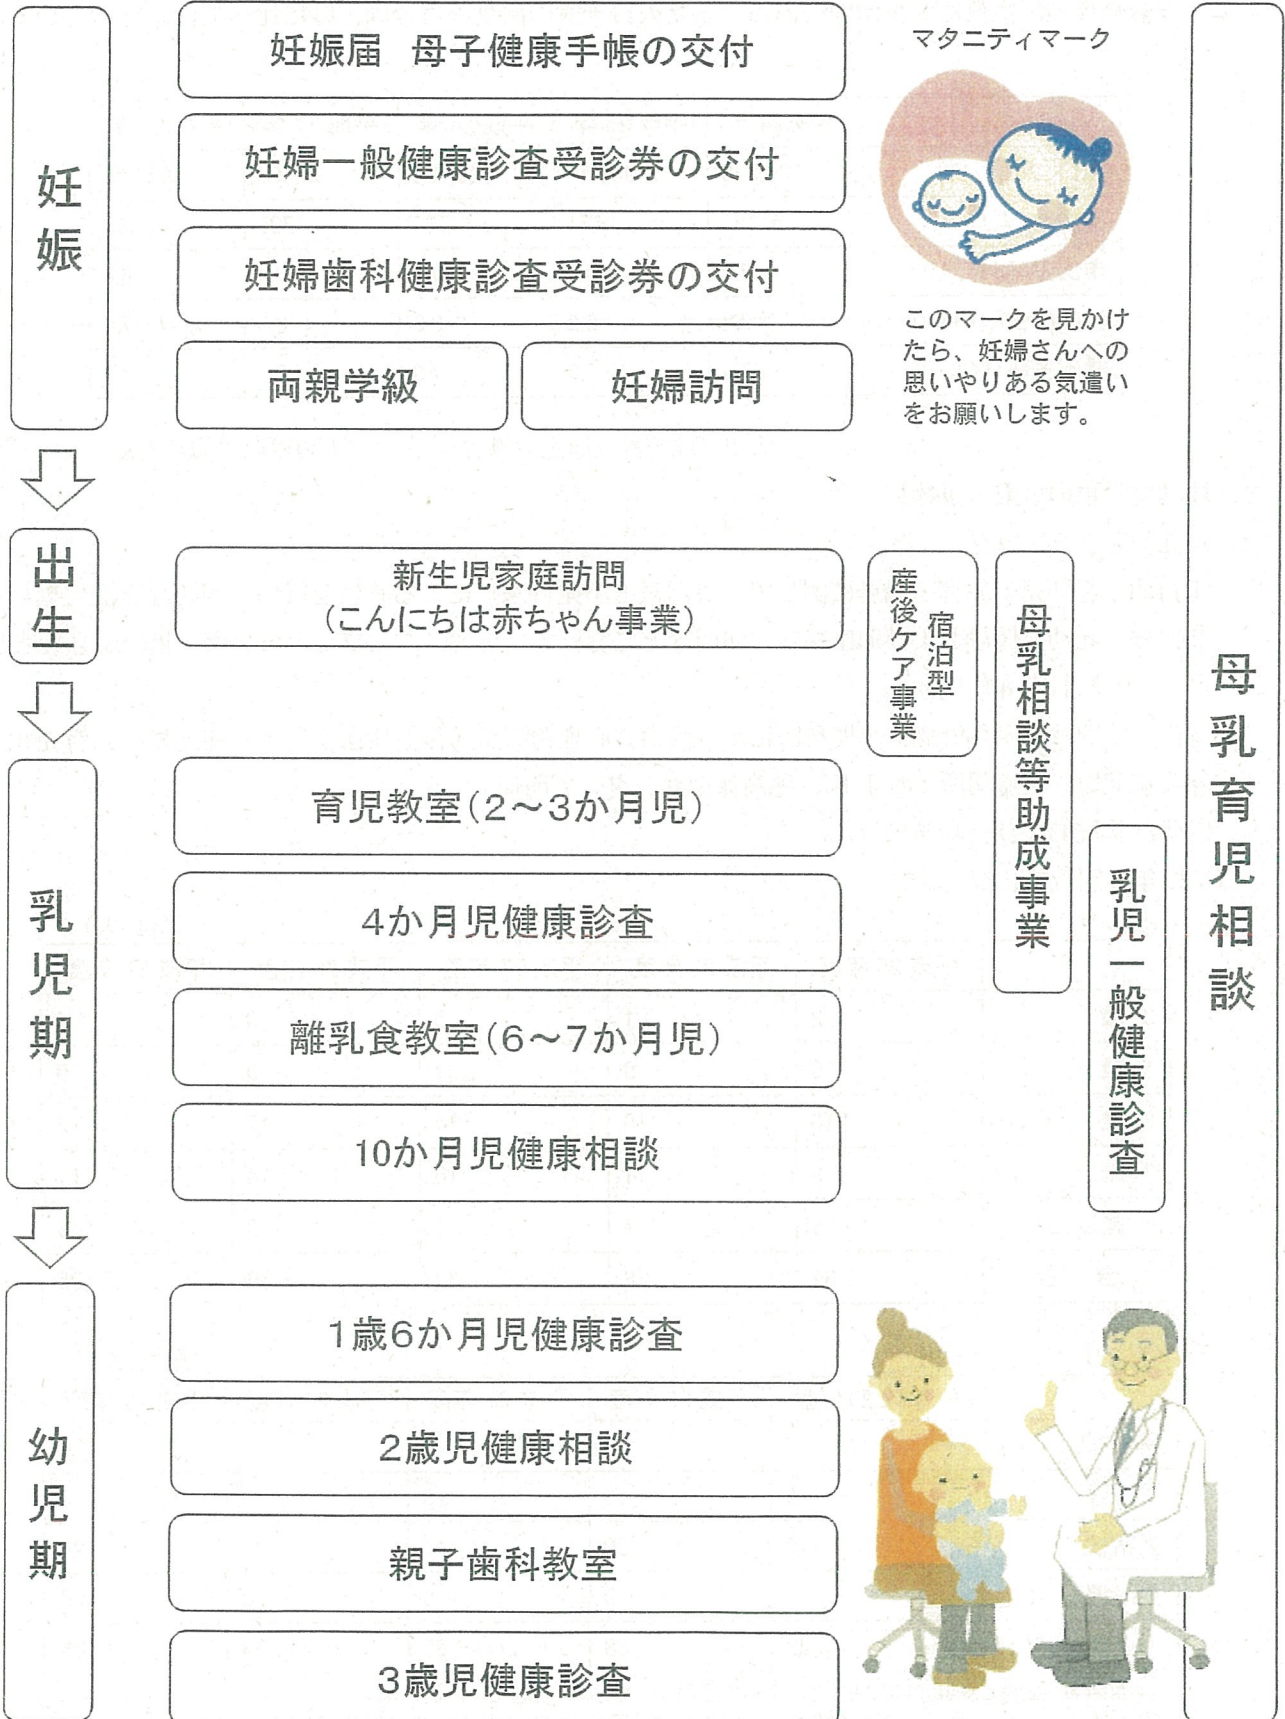 妊娠
妊娠届　母子健康手帳の交付
妊婦一般健康診査受診券の交付
妊婦歯科健康診査受診券の交付
両親学級
妊婦訪問
マタニティマーク
このマークを見かけ
たら、妊婦さんへの
思いやりある気遣い
をお願いします。
出生
新生児家庭訪問
(こんにちは赤ちゃん事業)
宿泊型
産後ケア事業
母乳相談等助成事業
乳児一般健康診査
母乳育児相談
乳児期
育児教室(2～3か月児)
4か月児健康診査
離乳食教室(6～7か月児)
10か月児健康相談
幼児期
1歳6か月児健康診査
2歳児健康相談
親子歯科教室
3歳児健康診査